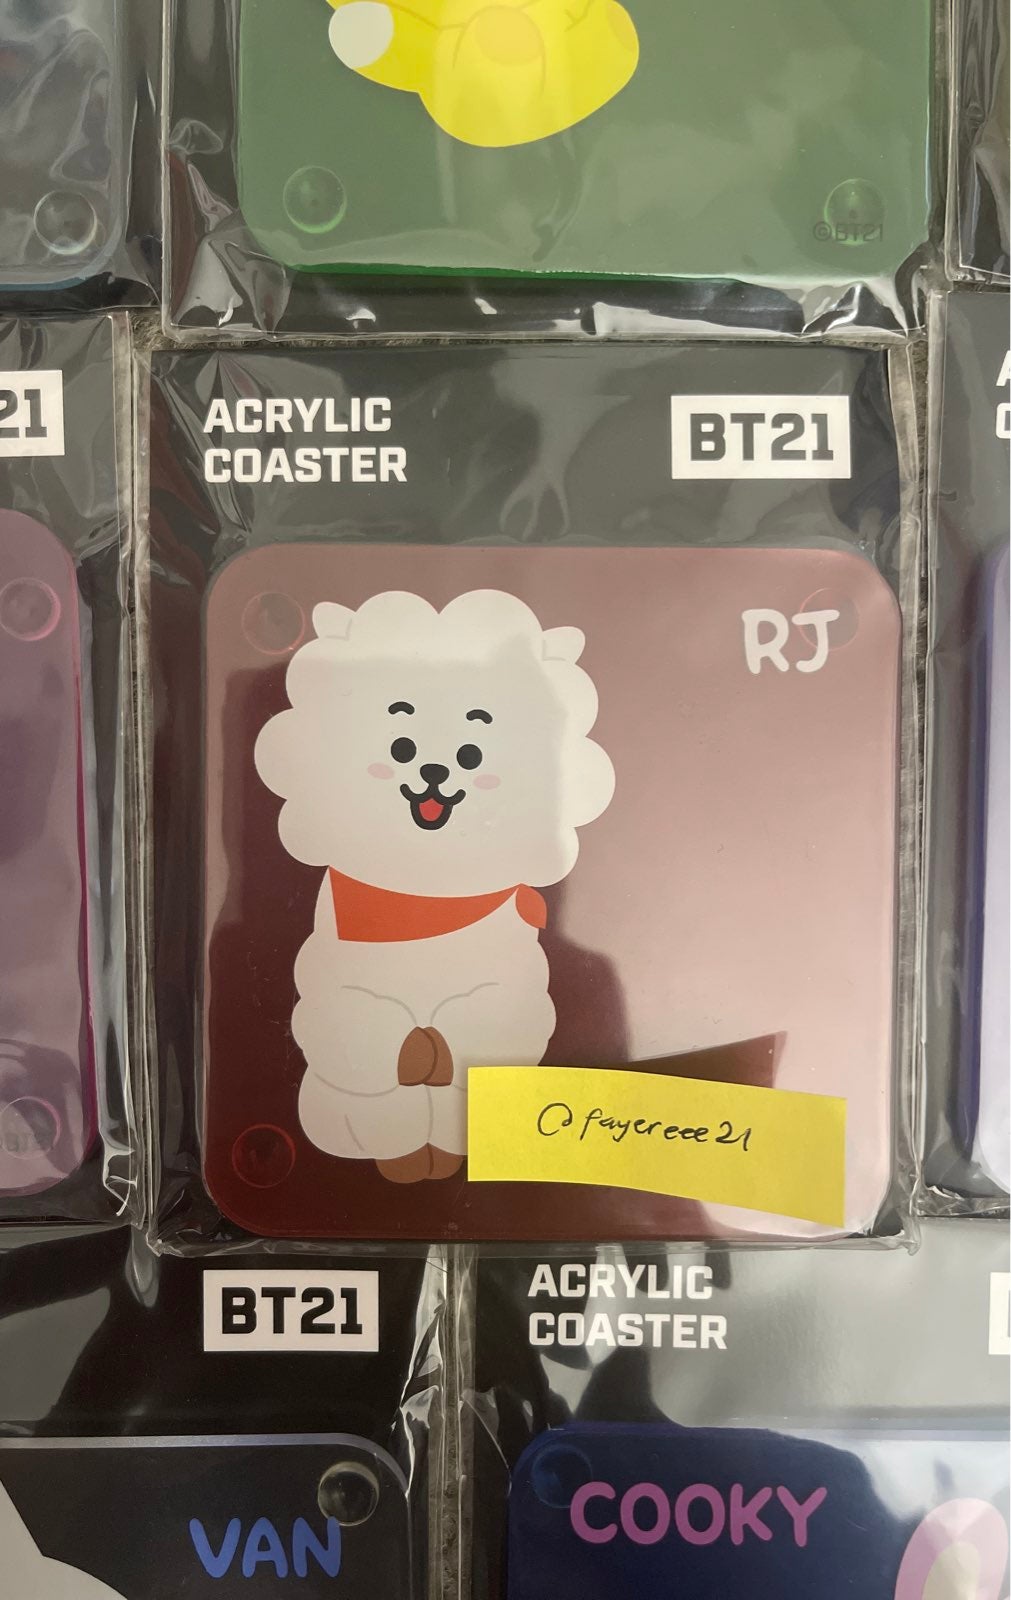 ©BT21
21
ACRYLIC
COASTER
BT21
RJ
@fayereee21
BT21
ACRYLIC
COASTER
VAN
COOKY